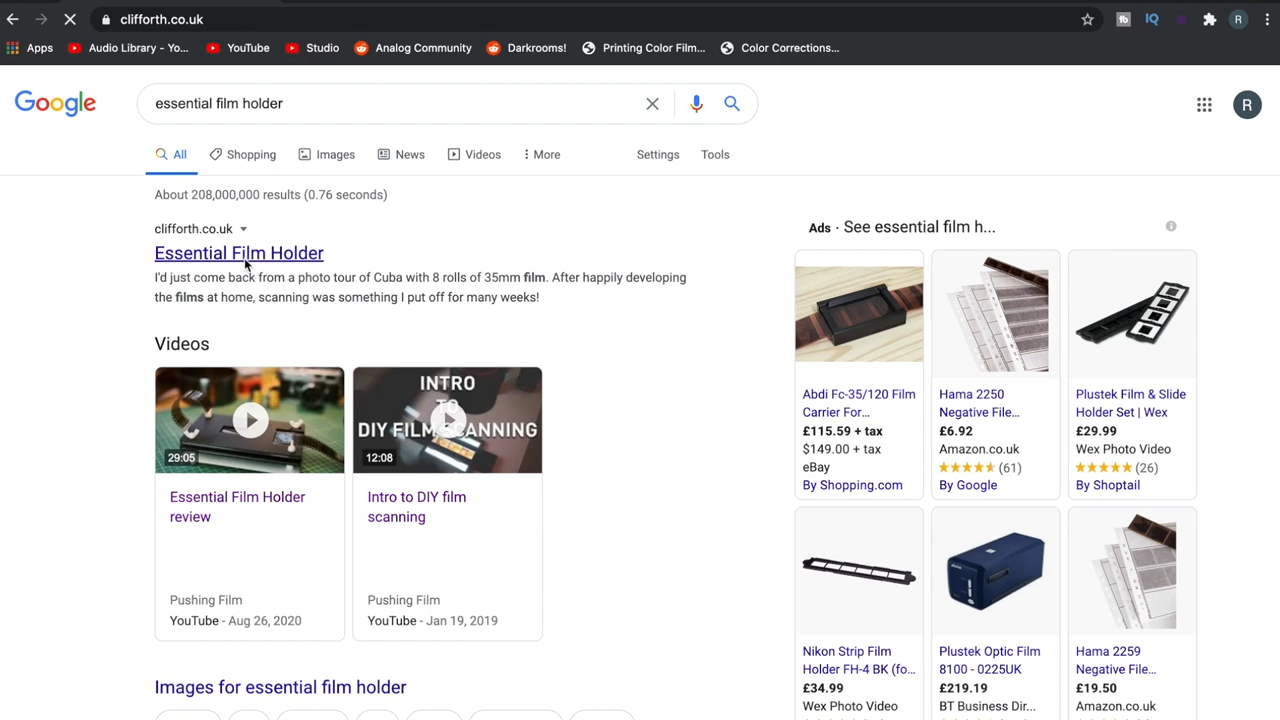 clifforth.co.uk
R
Apps
Audio Library - Yo...
YouTube
Studio
Analog Community
Darkrooms!
Printing Color Film...
Color Corrections...
Google
essential film holder
R
All
Shopping
Images
News
Videos
More
Settings
Tools
About 208,000,000 results (0.76 seconds)
clifforth.co.uk
Essential Film Holder
I'd just come back from a photo tour of Cuba with 8 rolls of 35mm film. After happily developing
the films at home, scanning was something I put off for many weeks!
Videos
29:05
Essential Film Holder
review
Pushing Film
YouTube - Aug 26, 2020
INTRO
TO
DIY FILM SCANNING
12:08
Intro to DIY film
scanning
Pushing Film
YouTube - Jan 19, 2019
Images for essential film holder
Ads · See essential film h...
Abdi Fc-35/120 Film
Carrier For...
£115.59 + tax
$149.00 + tax
eBay
By Shopping.com
Hama 2250
Negative File...
£6.92
Amazon.co.uk
(61)
By Google
Plustek Film & Slide
Holder Set | Wex
£29.99
Wex Photo Video
(26)
By Shoptail
Nikon Strip Film
Holder FH-4 BK (fo...
£34.99
Wex Photo Video
Plustek Optic Film
8100 - 0225UK
£219.19
BT Business Dir...
Hama 2259
Negative File...
£19.50
Amazon.co.uk